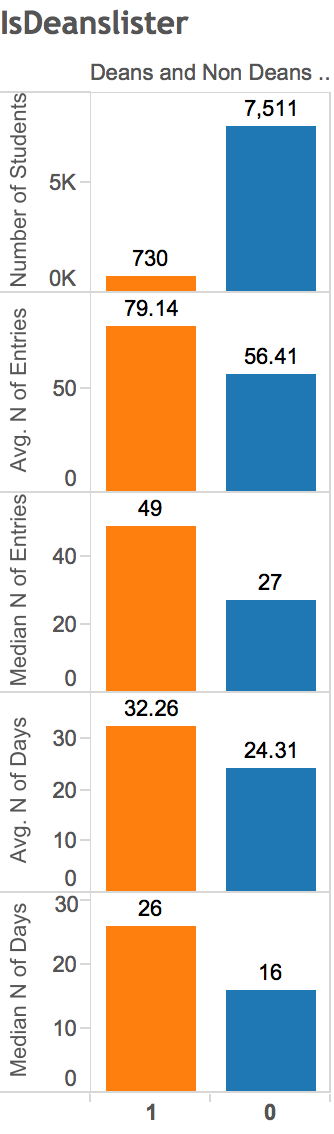 IsDeanslister
Deans and Non Deans ..
Number of Students
5K
0K
730
7,511
Avg. N of Entries
50
0
79.14
56.41
Median N of Entries
40
20
0
49
27
Avg. N of Days
30
20
10
0
32.26
24.31
Median N of Days
30
20
10
0
26
16
1
0